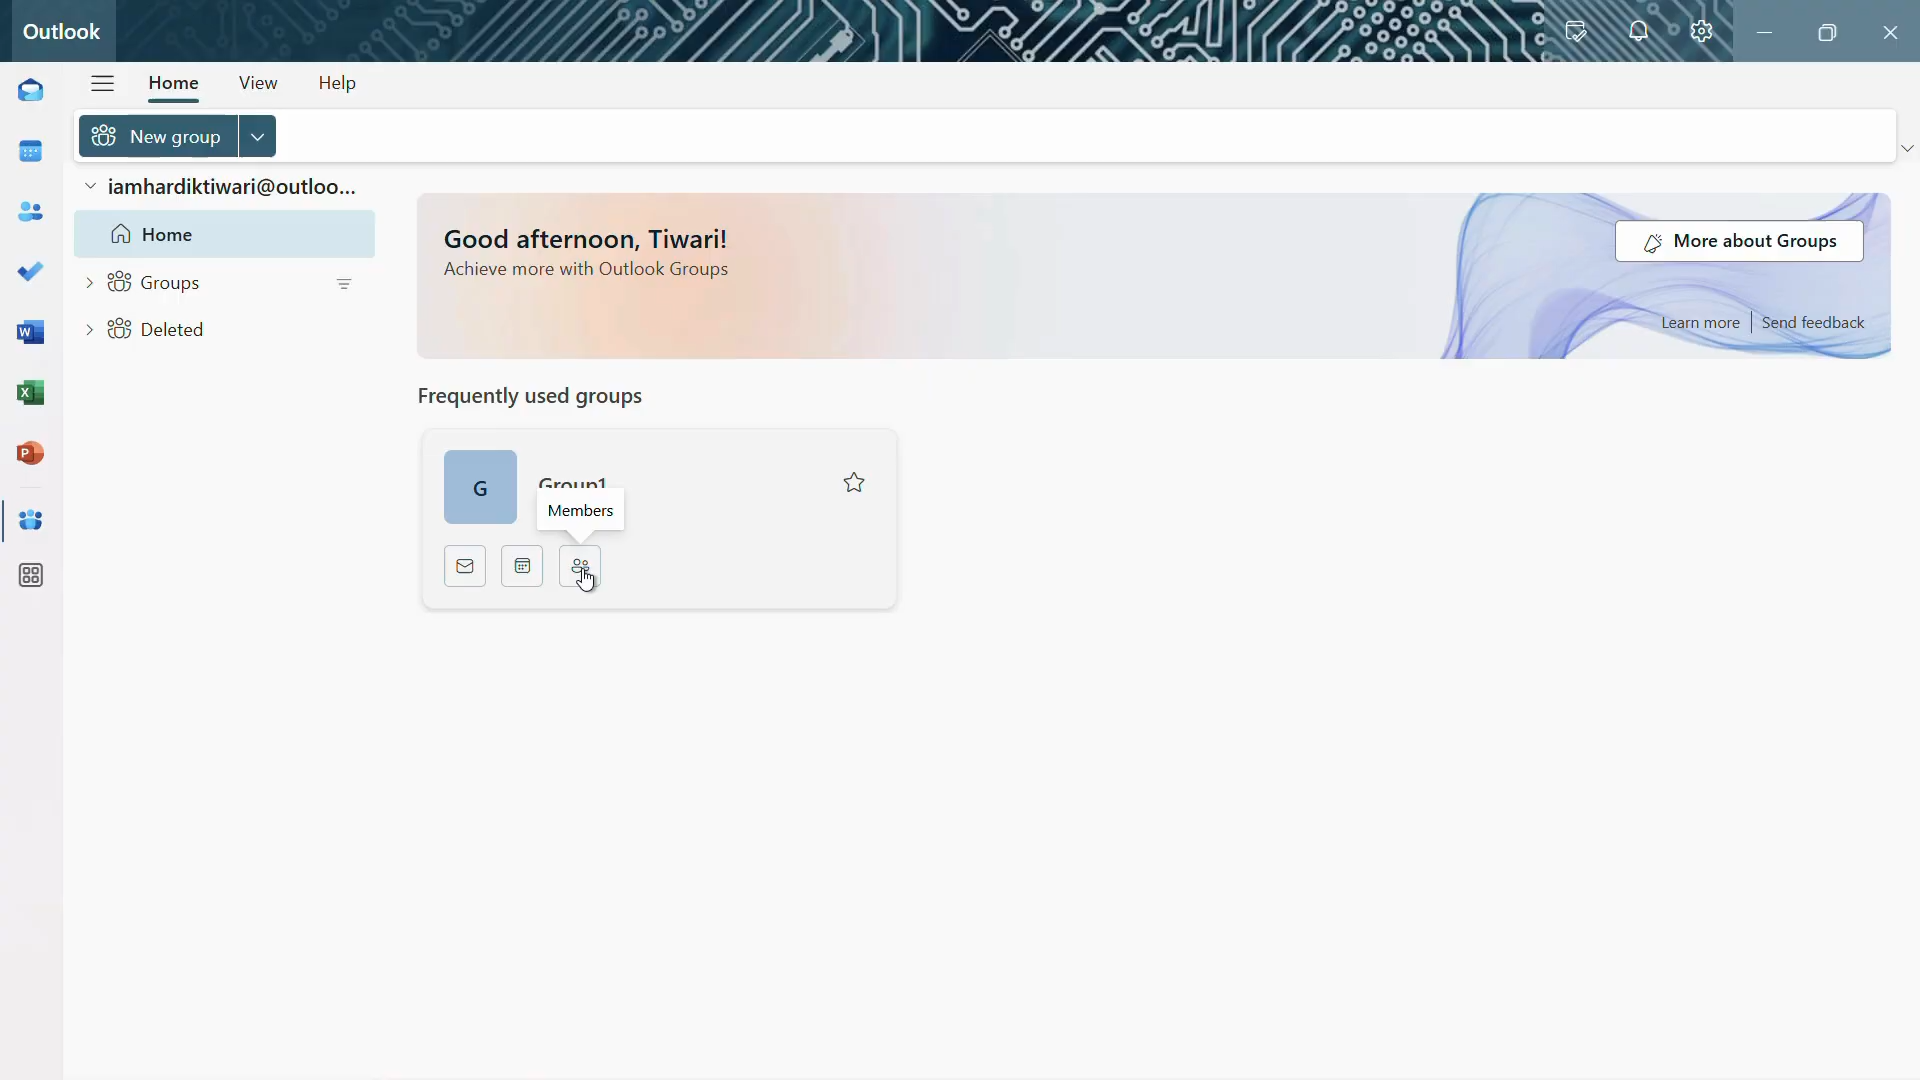 Outlook
Home View Help
New group
iamhardiktiwari@outloo...
Home
Groups
Deleted
Good afternoon, Tiwari!
Achieve more with Outlook Groups
More about Groups
Learn more
Send feedback
Frequently used groups
G
Group1
Members